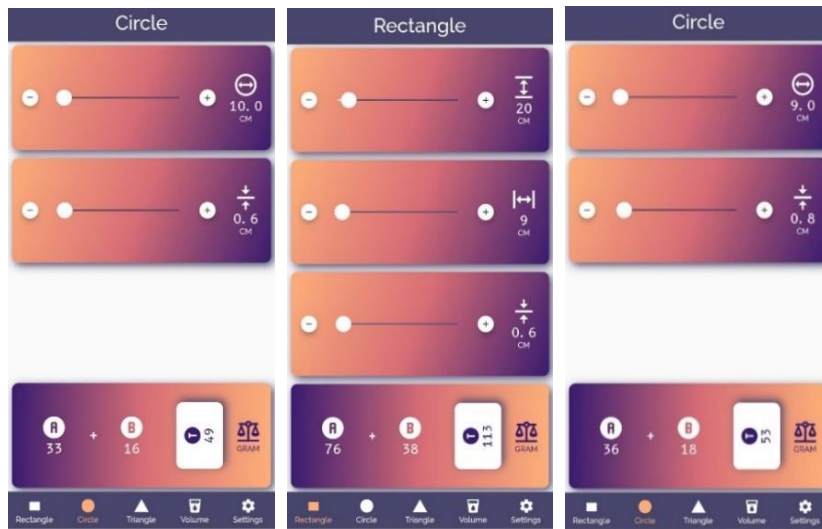 Circle
10.0
CM
0.6
CM
A + B T 49
33 16 GRAM
Rectangle Circle Triangle Volume Settings
Rectangle
20
CM
9
CM
0.6
CM
A + B T 113
76 38 GRAM
Rectangle Circle Triangle Volume Settings
Circle
9.0
CM
0.8
CM
A + B T 53
36 18 GRAM
Rectangle Circle Triangle Volume Settings